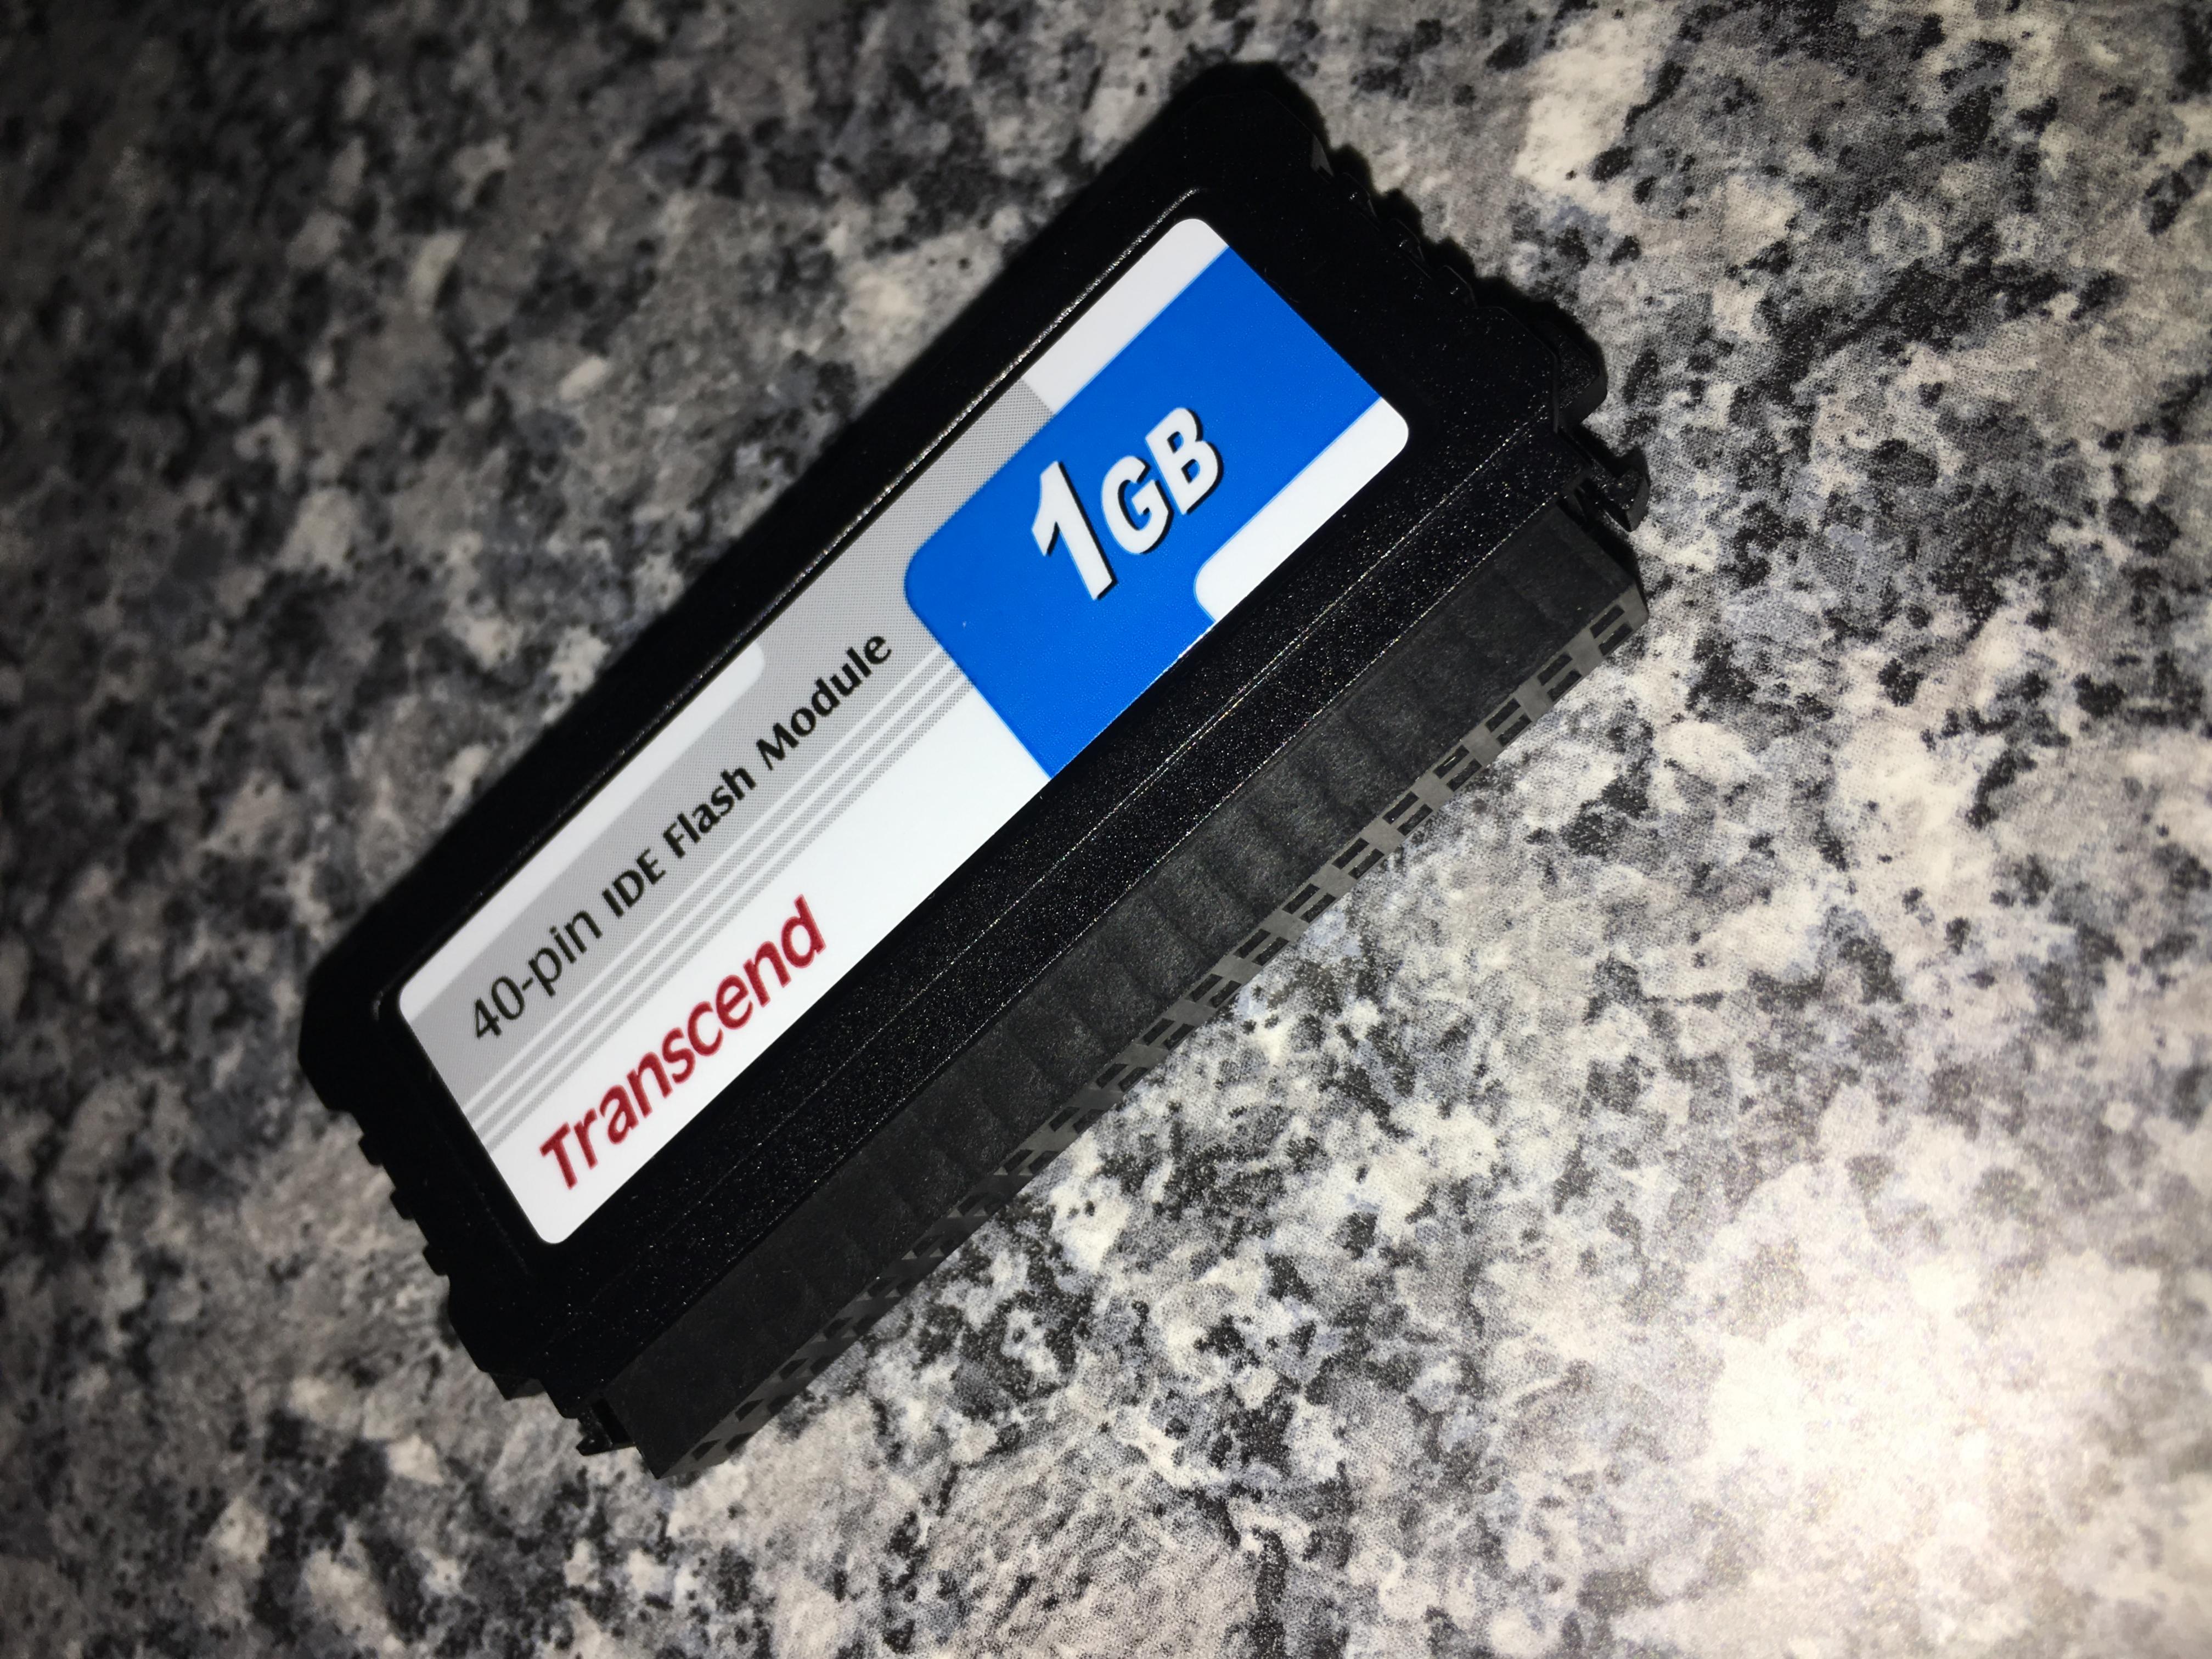 1GB
40-pin IDE Flash Module
Transcend